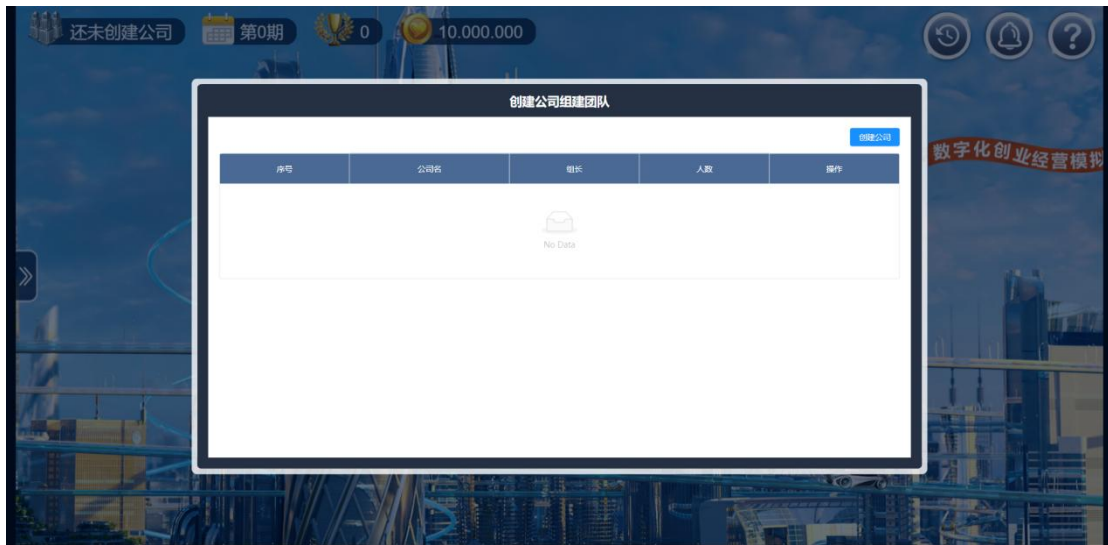 还未创建公司
第0期
0
10.000.000
?
创建公司组建团队
创建公司
数字化创业经营模拟
序号 公司名 组长 人数 操作
No Data